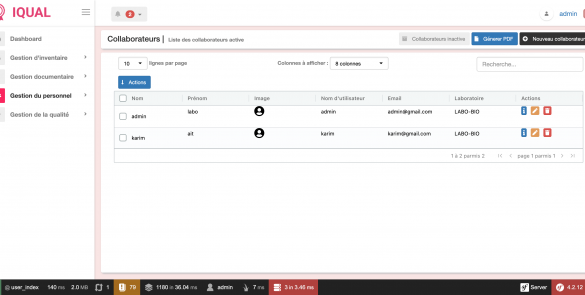 IQUAL
2
admin
Dashboard
Gestion d'inventaire
Gestion documentaire
Gestion du personnel
Gestion de la qualité
Collaborateurs | Liste des collaborateurs active
Collaborateurs inactive
Génerer PDF
Nouveau collaborateur
10 lignes par page
Colonnes à afficher : 8 colonnes
Recherche...
Actions
Nom Prénom Image Nom d'utilisateur Email Laboratoire Actions
admin labo admin admin@gmail.com LABO-BIO
karim ait karim karim@gmail.com LABO-BIO
1 à 2 parmis 2 page 1 parmis 1
@user_index 140 ms 2.0 MB 1 79 1180 in 36.04 ms admin 7 ms 3 in 3.46 ms Server 4.2.12